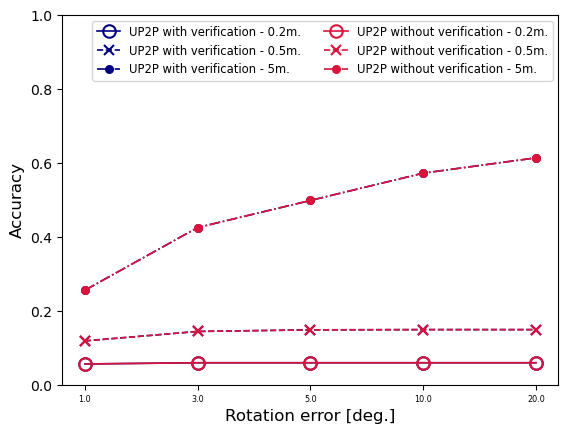 UP2P with verification - 0.2m.
UP2P with verification - 0.5m.
UP2P with verification - 5m.
UP2P without verification - 0.2m.
UP2P without verification - 0.5m.
UP2P without verification - 5m.
1.0
0.8
0.6
0.4
0.2
0.0
Accuracy
1.0 3.0 5.0 10.0 20.0
Rotation error [deg.]